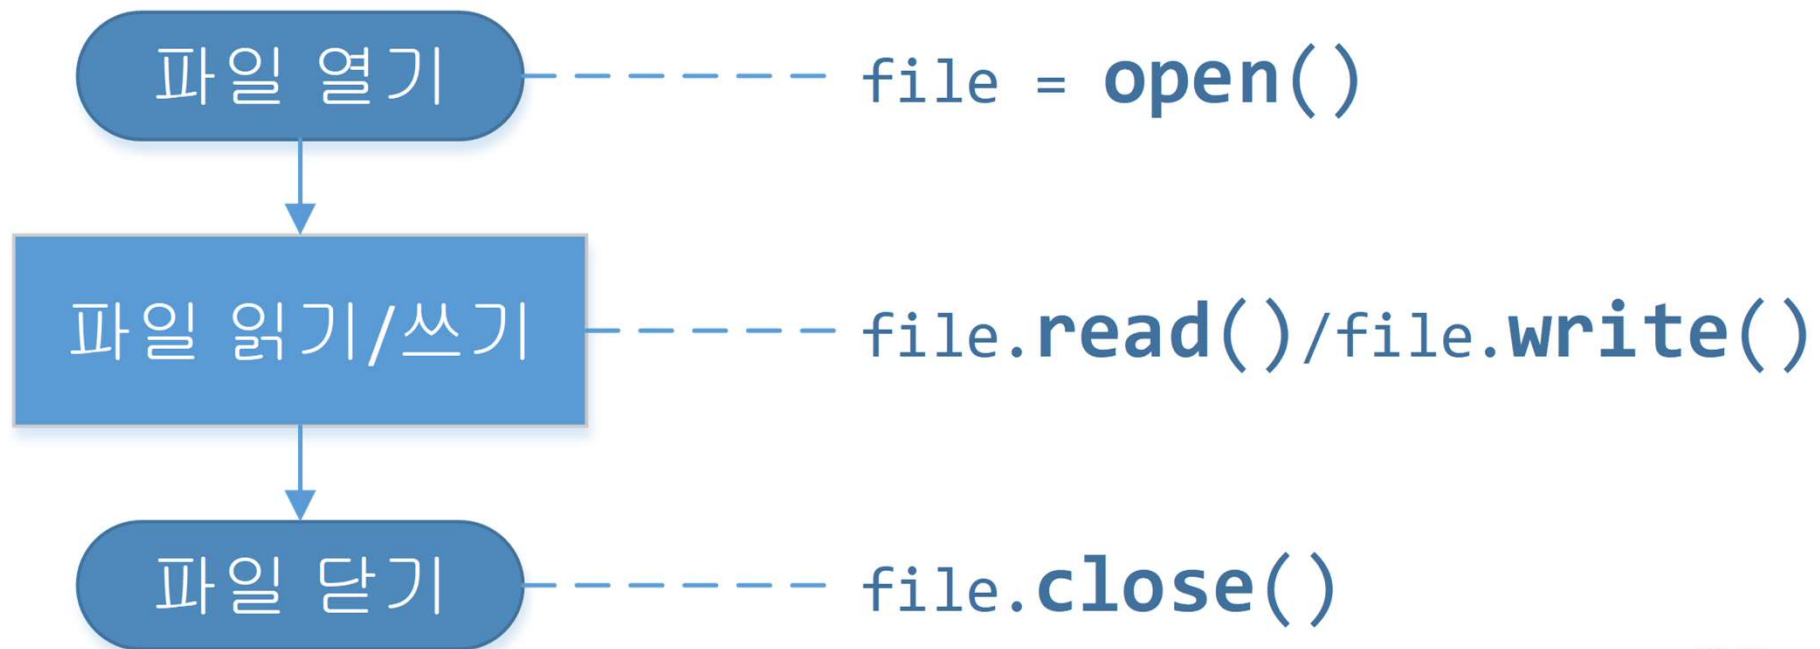 파일 열기 file = open()
파일 읽기/쓰기 file.read()/file.write()
파일 닫기 file.close()